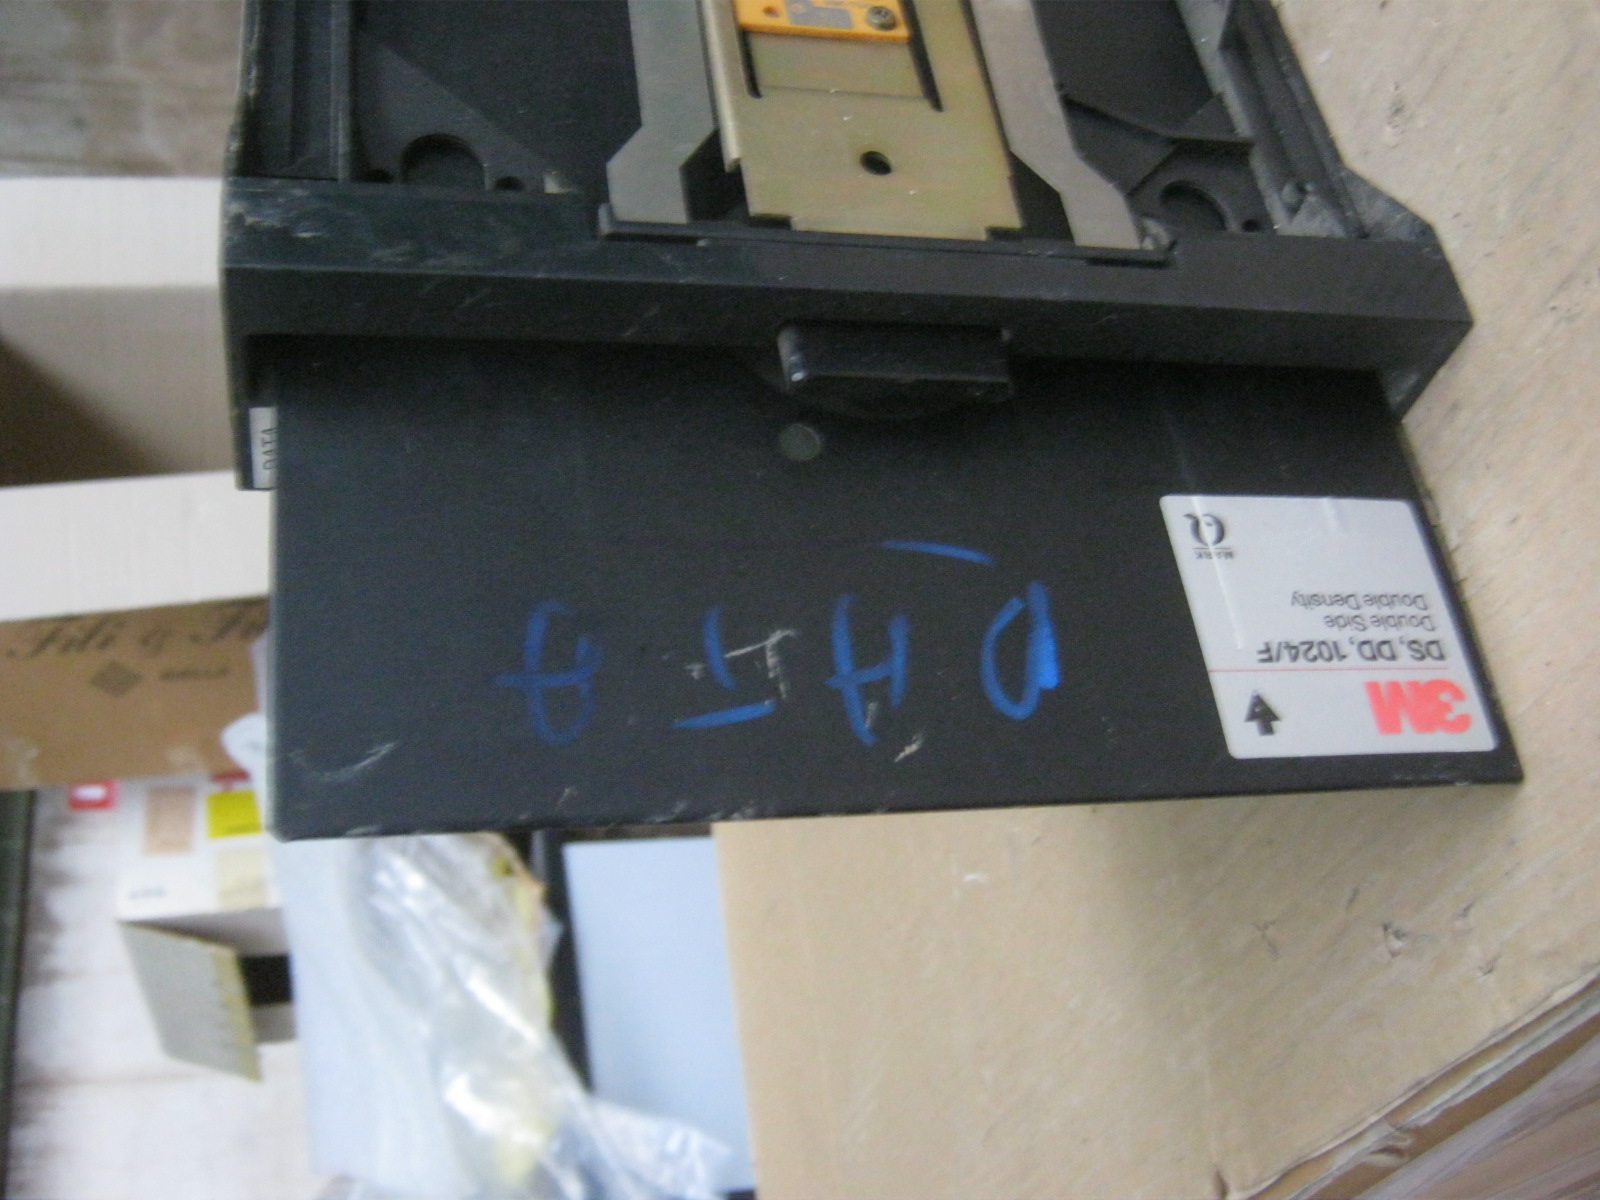 3M
DS, DD, 1024/F
Double Side
Double Density
Q
MARK
DATA
DATA